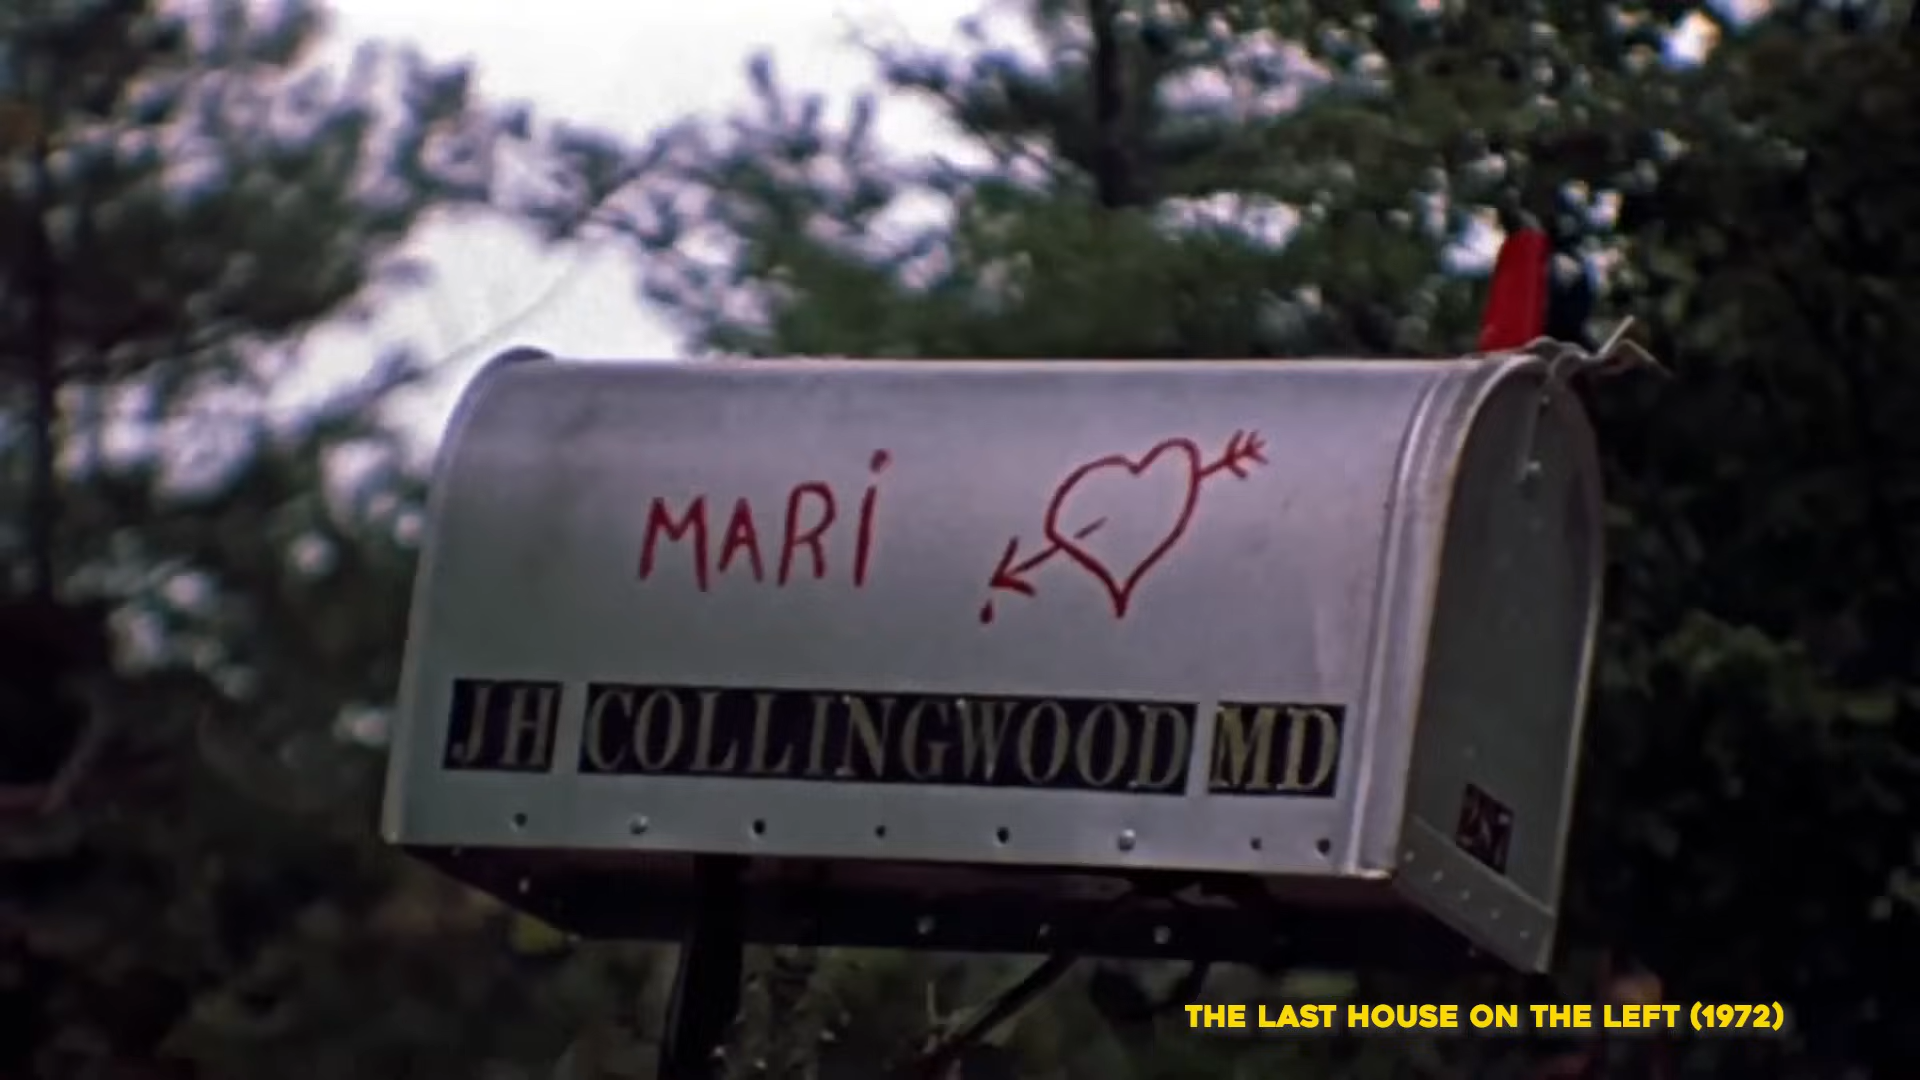 MARi
JH COLLINGWOOD MD
THE LAST HOUSE ON THE LEFT (1972)